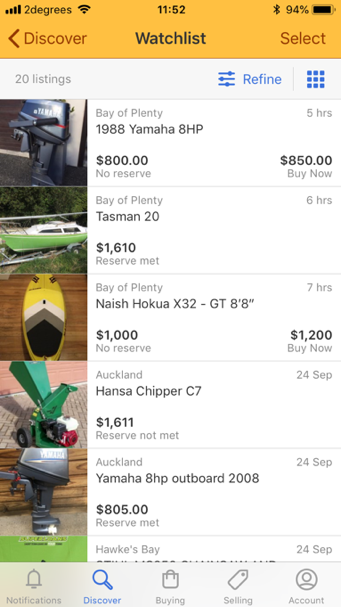 2degrees 11:52 94%
Discover Watchlist Select
20 listings Refine
Bay of Plenty 5 hrs
1988 Yamaha 8HP
$800.00 $850.00
No reserve Buy Now
Bay of Plenty 6 hrs
Tasman 20
$1,610
Reserve met
Bay of Plenty 7 hrs
Naish Hokua X32 - GT 8'8"
$1,000 $1,200
No reserve Buy Now
Auckland 24 Sep
Hansa Chipper C7
$1,611
Reserve not met
Auckland 24 Sep
Yamaha 8hp outboard 2008
$805.00
Reserve met
Hawke's Bay 24 Sep
Notifications Discover Buying Selling Account